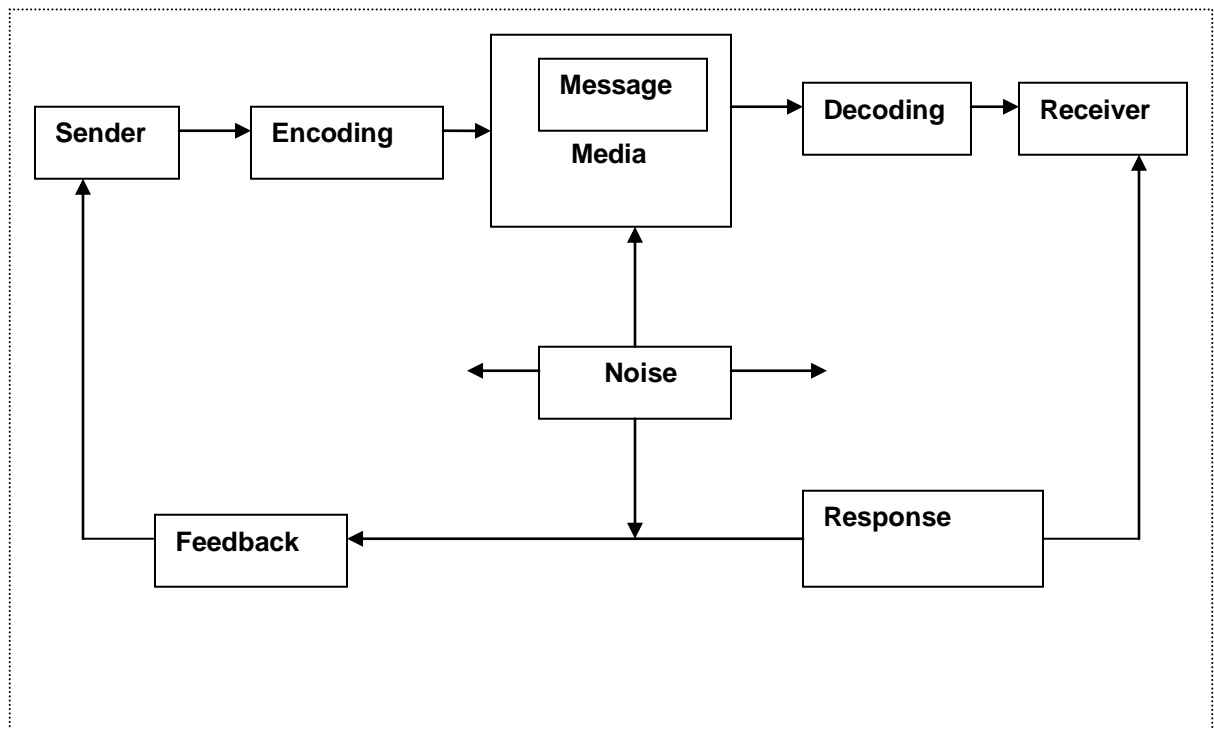 Message
Sender
Encoding
Decoding
Receiver
Media
Noise
Response
Feedback